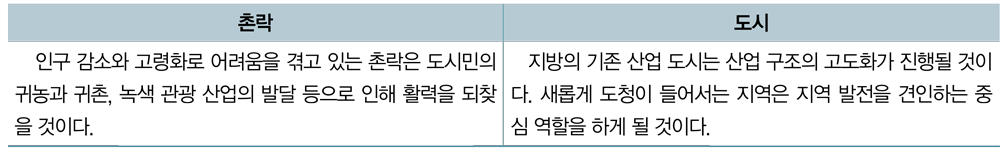 촌락
도시
인구 감소와 고령화로 어려움을 겪고 있는 촌락은 도시민의
귀농과 귀촌, 녹색 관광 산업의 발달 등으로 인해 활력을 되찾
을 것이다.
지방의 기존 산업 도시는 산업 구조의 고도화가 진행될 것이
다. 새롭게 도청이 들어서는 지역은 지역 발전을 견인하는 중
심 역할을 하게 될 것이다.